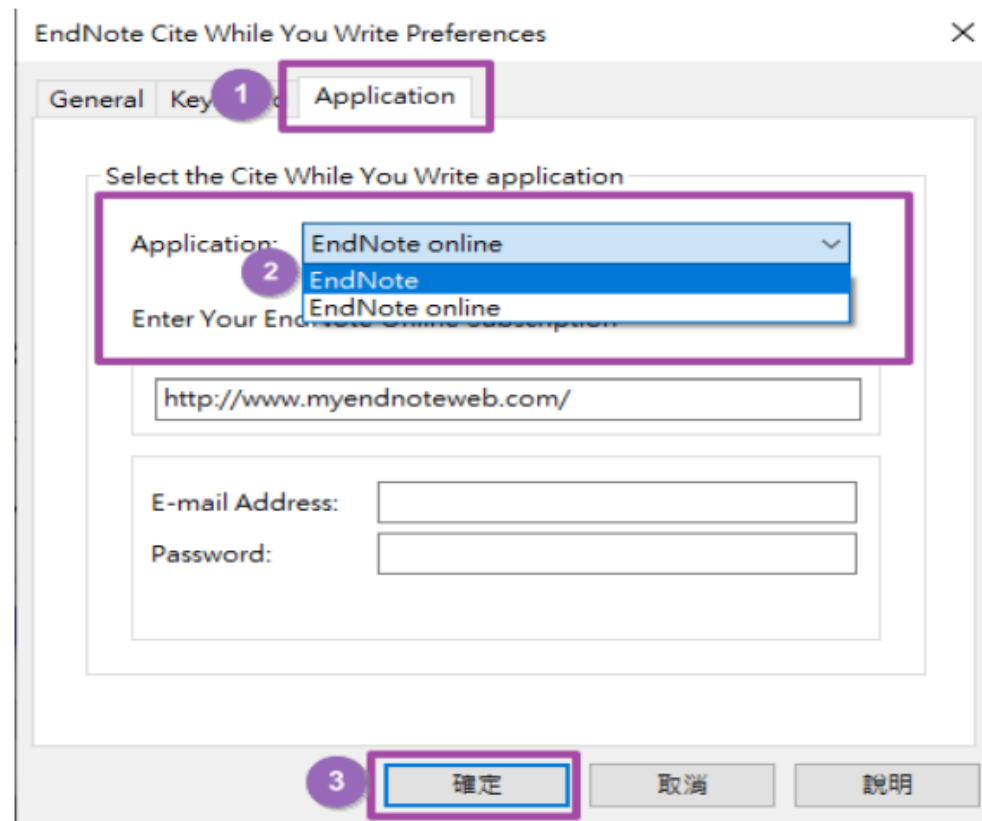 EndNote Cite While You Write Preferences
General Key 1 Application
Select the Cite While You Write application
Application: EndNote online
2 EndNote
EndNote online
Enter Your EndNote Online Subscription
http://www.myendnoteweb.com/
E-mail Address:
Password:
3 確定 取消 說明